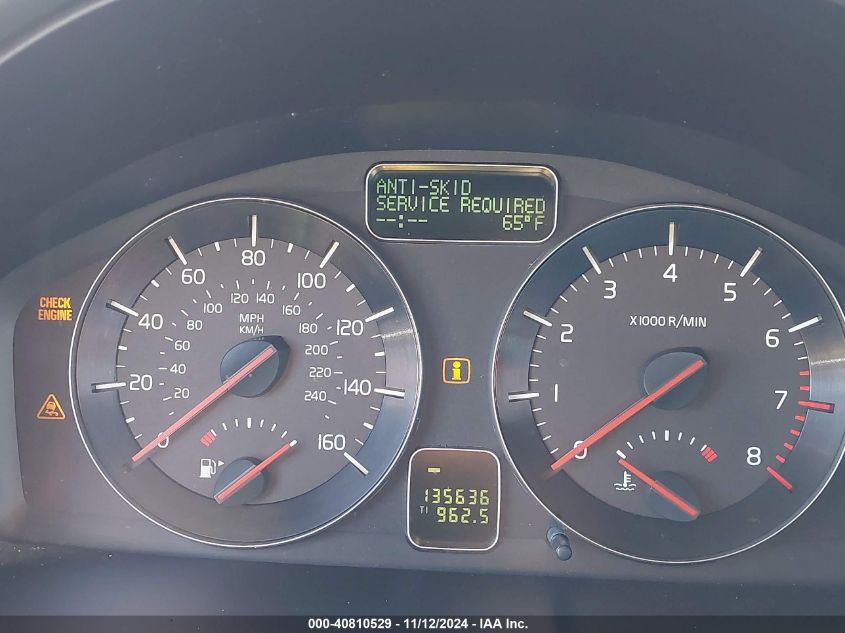 ANTI-SKID
SERVICE REQUIRED
--:-- 65°F
CHECK
ENGINE
0 20 40 60 80 100 120 140 160
20 40 60 80 100 120 140 160 180 200 220 240
MPH
KM/H
0 1 2 3 4 5 6 7 8
X1000 R/MIN
i
-
135636
T1 962.5
000-40810529 - 11/12/2024 - IAA Inc.